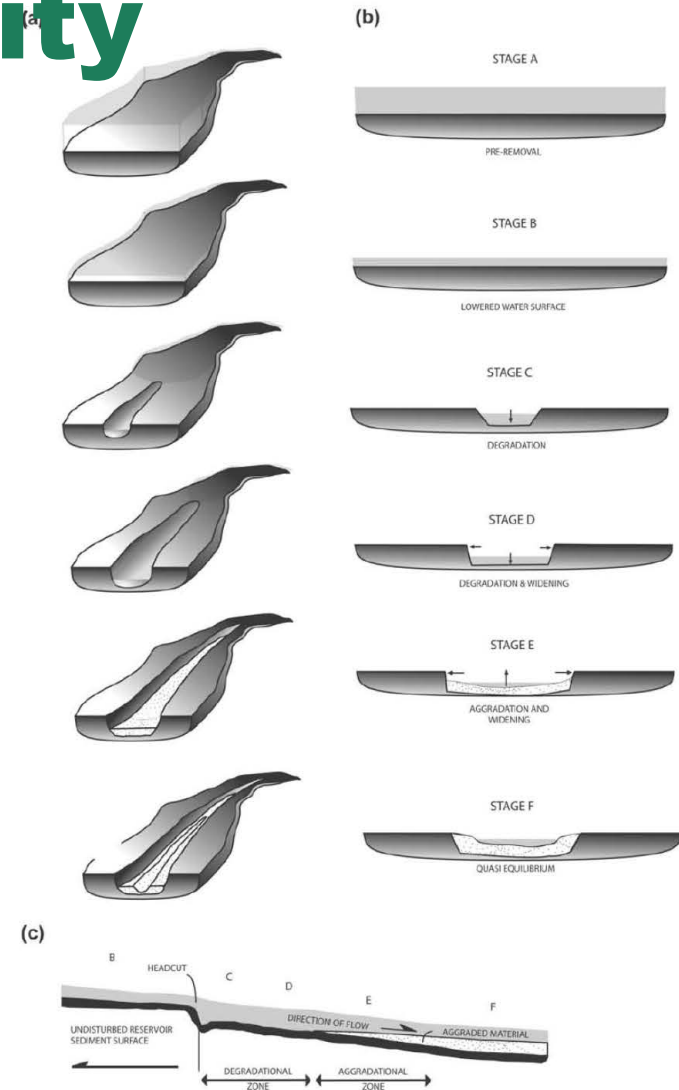 ity
(b)
STAGE A
PRE-REMOVAL
STAGE B
LOWERED WATER SURFACE
STAGE C
DEGRADATION
STAGE D
DEGRADATION & WIDENING
STAGE E
AGGRADATION AND
WIDENING
STAGE F
QUASI EQUILIBRIUM
(c)
B
HEADCUT
C
D
E
F
DIRECTION OF FLOW
AGGRADED MATERIAL
UNDISTURBED RESERVOIR
SEDIMENT SURFACE
DEGRADATIONAL
ZONE
AGGRADATIONAL
ZONE